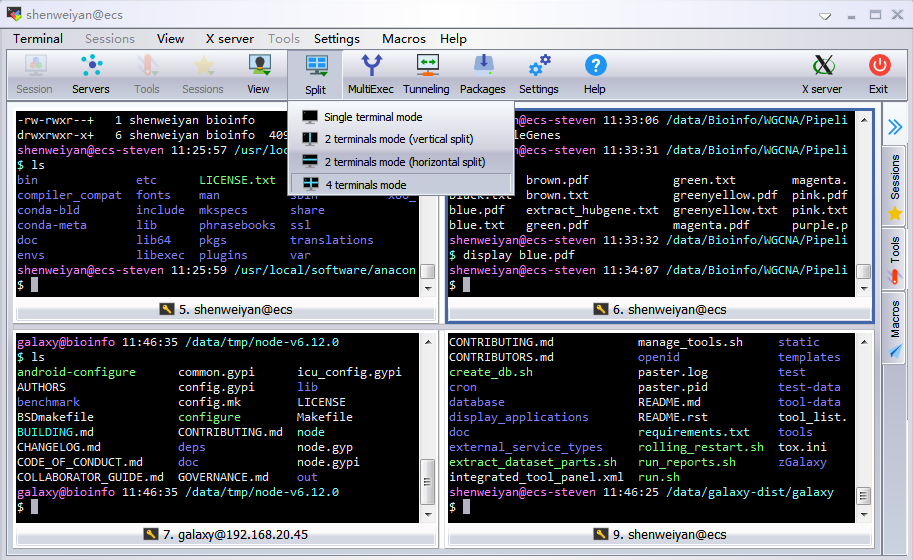 shenweiyan@ecs
Terminal Sessions View X server Tools Settings Macros Help
Session Servers Tools Sessions View Split MultiExec Tunneling Packages Settings Help X server Exit
Single terminal mode
2 terminals mode (vertical split)
2 terminals mode (horizontal split)
4 terminals mode
-rw-rwxr--+ 1 shenweiyan bioinfo
drwxrwxr-x+ 6 shenweiyan bioinfo 409
shenweiyan@ecs-steven 11:25:57 /usr/loc
$ ls
bin etc LICENSE.txt
compiler_compat fonts man
conda-bld include mkspecs share
conda-meta lib phrasebooks ssl
doc lib64 pkgs translations
envs libexec plugins var
shenweiyan@ecs-steven 11:25:59 /usr/local/software/anacon
$
5. shenweiyan@ecs
11:33:06 /data/Bioinfo/WGCNA/Pipeli
leGenes
11:33:31 /data/Bioinfo/WGCNA/Pipeli
brown.pdf green.txt magenta.
black.txt brown.txt greenyellow.pdf pink.pdf
blue.pdf extract_hubgene.txt greenyellow.txt pink.txt
blue.txt green.pdf magenta.pdf purple.p
shenweiyan@ecs-steven 11:33:32 /data/Bioinfo/WGCNA/Pipeli
$ display blue.pdf
shenweiyan@ecs-steven 11:34:07 /data/Bioinfo/WGCNA/Pipeli
$
6. shenweiyan@ecs
galaxy@bioinfo 11:46:35 /data/tmp/node-v6.12.0
$ ls
android-configure common.gypi icu_config.gypi
AUTHORS config.gypi lib
benchmark config.mk LICENSE
BSDmakefile configure Makefile
BUILDING.md CONTRIBUTING.md node
CHANGELOG.md deps node.gyp
CODE_OF_CONDUCT.md doc node.gypi
COLLABORATOR_GUIDE.md GOVERNANCE.md out
galaxy@bioinfo 11:46:35 /data/tmp/node-v6.12.0
$
7. galaxy@192.168.20.45
CONTRIBUTING.md manage_tools.sh static
CONTRIBUTORS.md openid templates
create_db.sh paster.log test
cron paster.pid test-data
database README.md tool-data
display_applications README.rst tool_list.
doc requirements.txt tools
external_service_types rolling_restart.sh tox.ini
extract_dataset_parts.sh run_reports.sh zGalaxy
integrated_tool_panel.xml run.sh
shenweiyan@ecs-steven 11:46:25 /data/galaxy-dist/galaxy
$
9. shenweiyan@ecs
Sessions
Tools
Macros